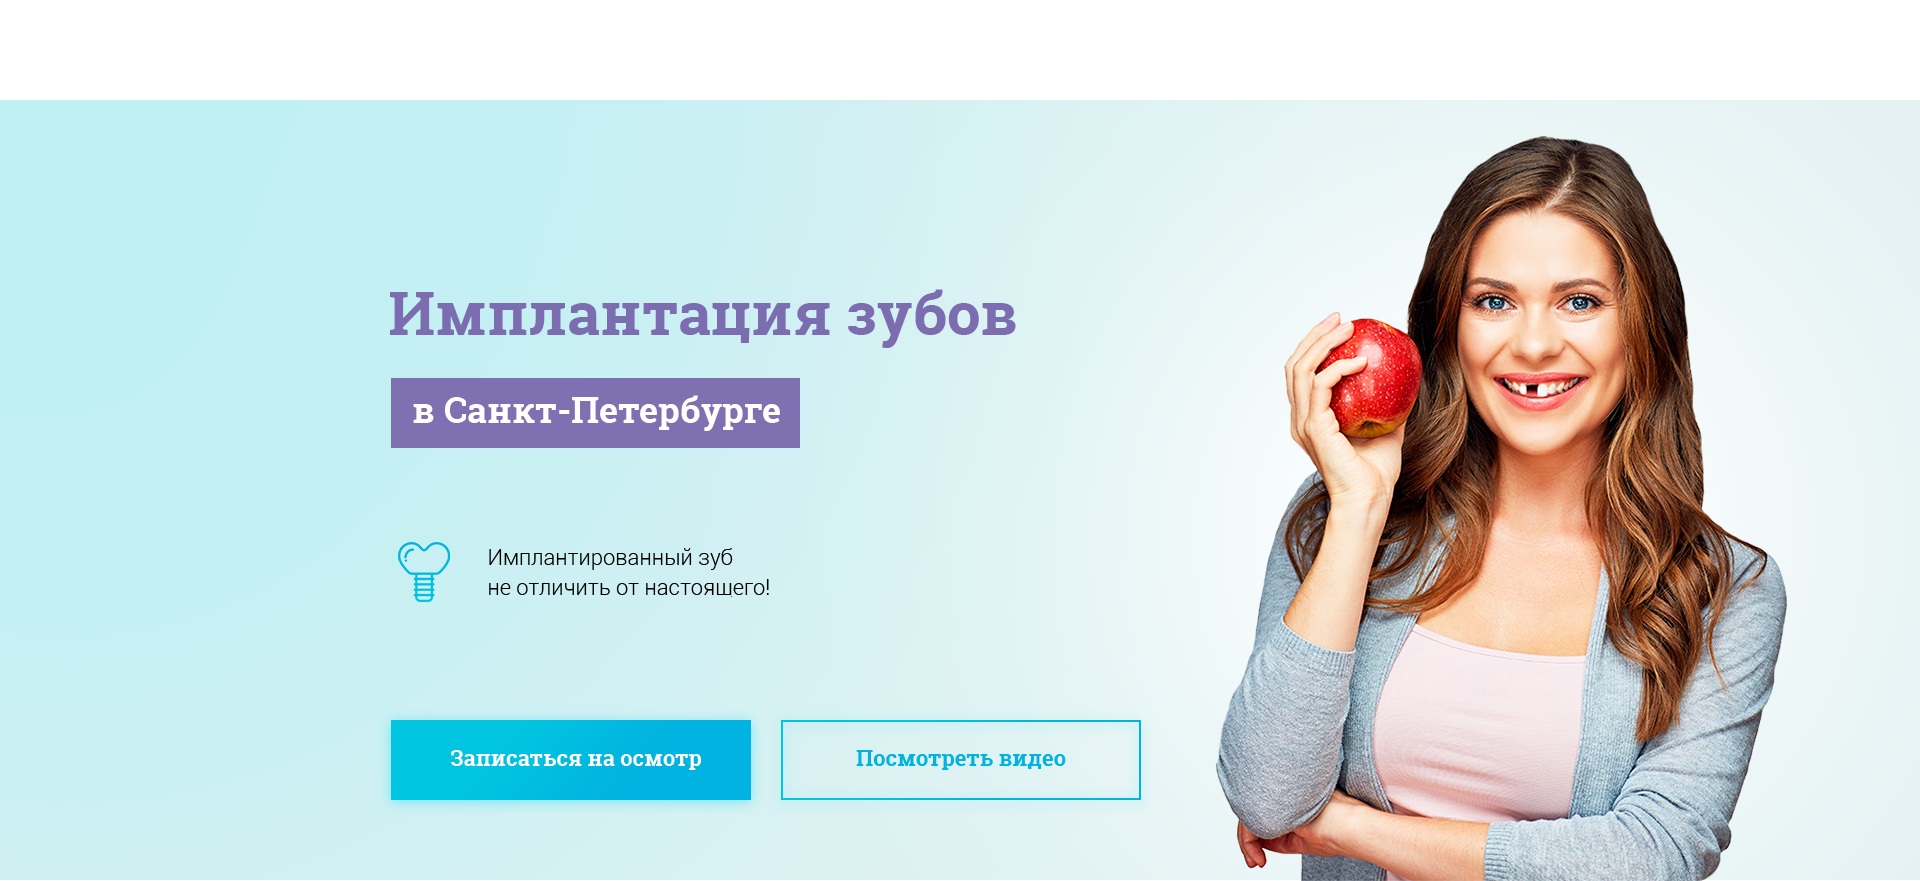 Имплантация зубов
в Санкт-Петербурге
Имплантированный зуб
не отличить от настоящего!
Записаться на осмотр
Посмотреть видео